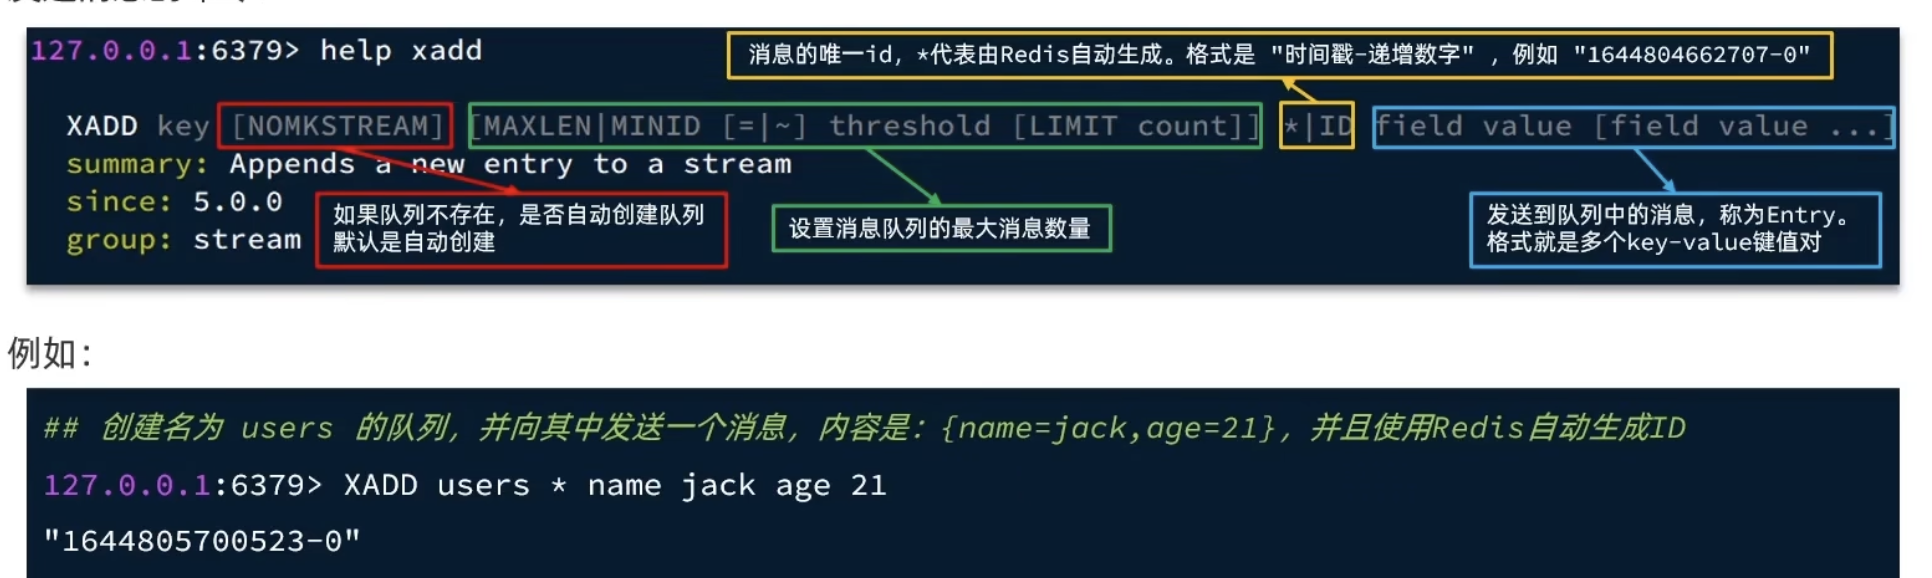 127.0.0.1:6379> help xadd
消息的唯一id，*代表由Redis自动生成。格式是 "时间戳-递增数字" ，例如 "1644804662707-0"
XADD key [NOMKSTREAM] [MAXLEN|MINID [=|~] threshold [LIMIT count]] *|ID field value [field value ...]
summary: Appends a new entry to a stream
since: 5.0.0
group: stream
如果队列不存在，是否自动创建队列
默认是自动创建
设置消息队列的最大消息数量
发送到队列中的消息，称为Entry。
格式就是多个key-value键值对
例如：
## 创建名为 users 的队列，并向其中发送一个消息，内容是：{name=jack,age=21}，并且使用Redis自动生成ID
127.0.0.1:6379> XADD users * name jack age 21
"1644805700523-0"